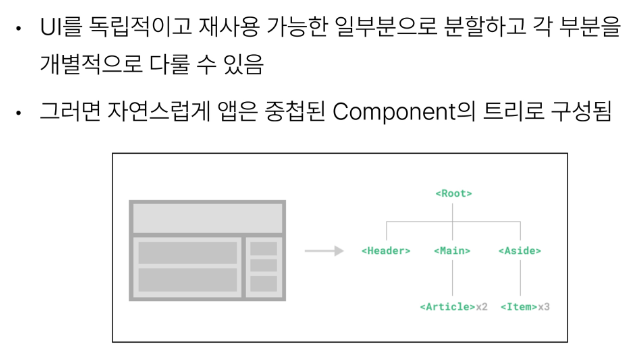 • UI를 독립적이고 재사용 가능한 일부분으로 분할하고 각 부분을
개별적으로 다룰 수 있음
• 그러면 자연스럽게 앱은 중첩된 Component의 트리로 구성됨
<Root>
<Header> <Main> <Aside>
<Article>x2 <Item>x3